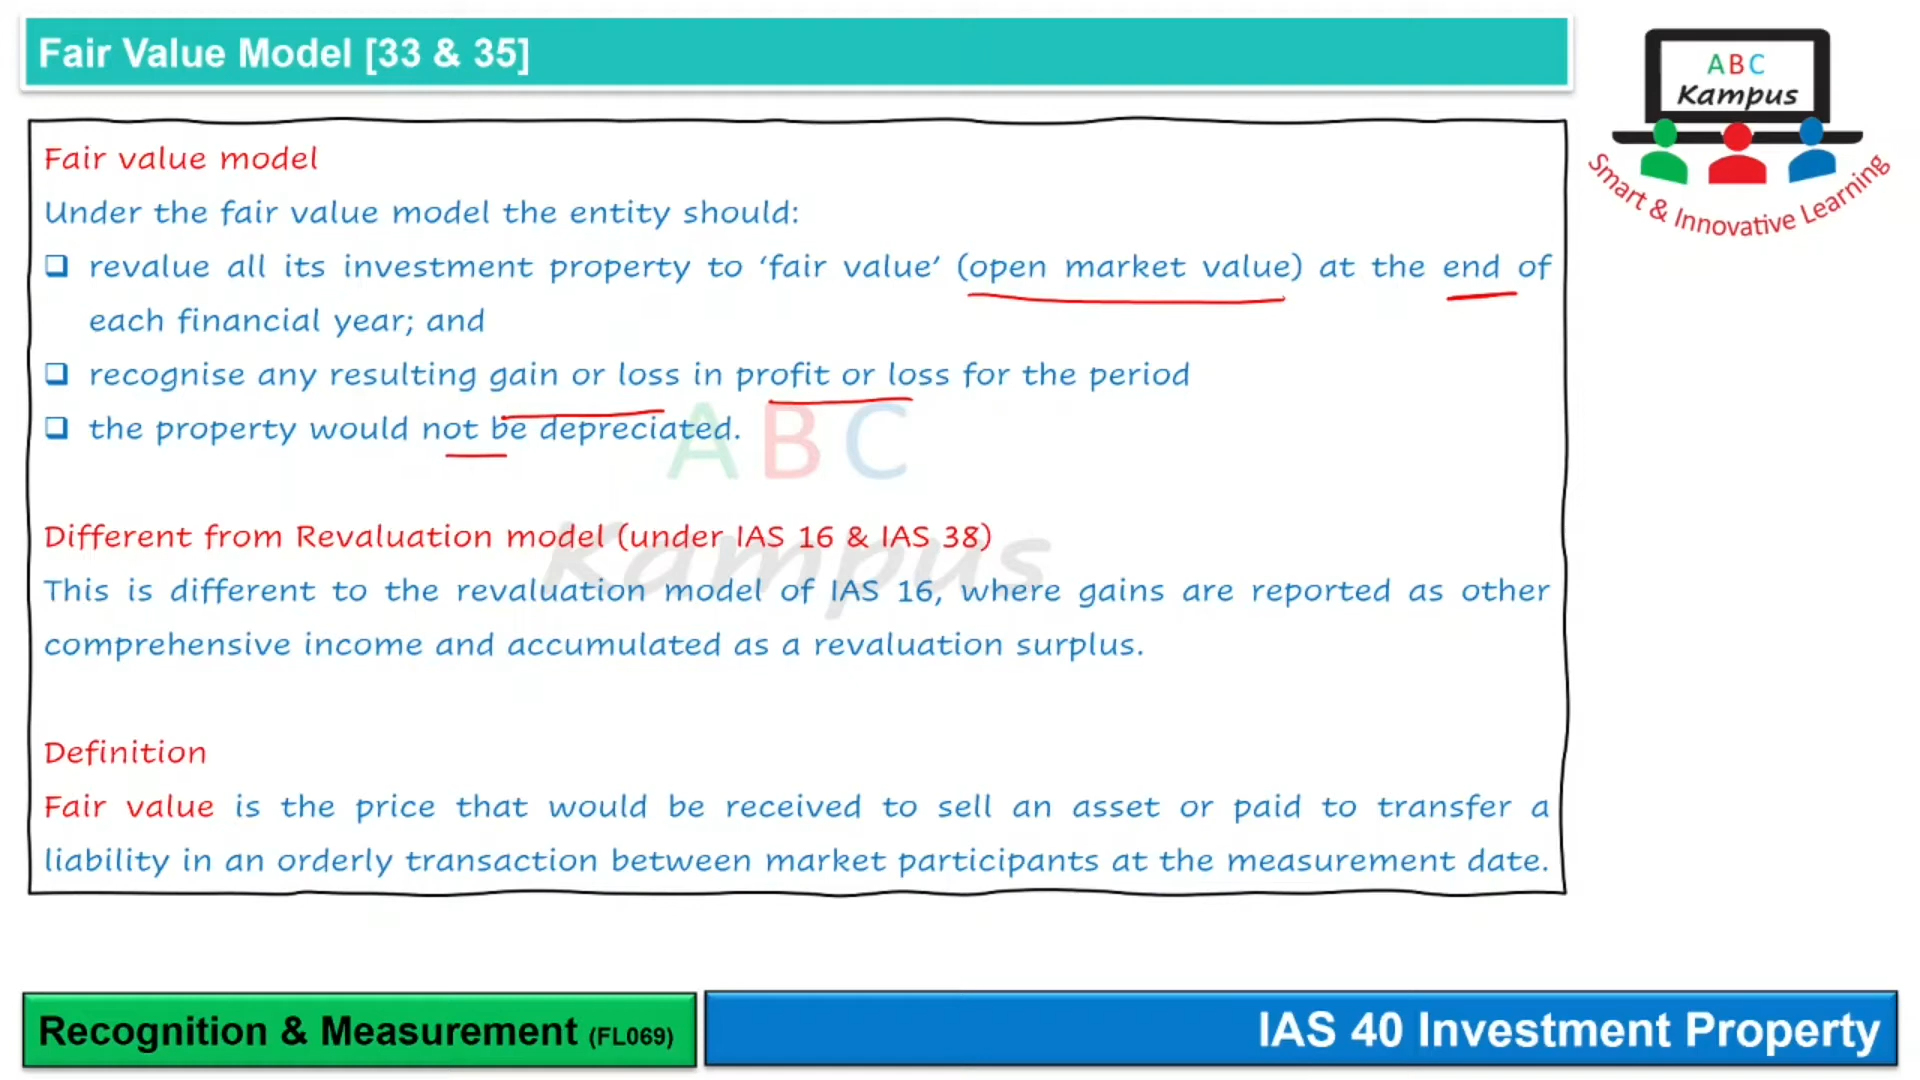 Fair Value Model [33 & 35]
ABC
Kampus
Smart & Innovative Learning
Fair value model
Under the fair value model the entity should:
❑ revalue all its investment property to ‘fair value’ (open market value) at the end of
each financial year; and
❑ recognise any resulting gain or loss in profit or loss for the period
❑ the property would not be depreciated.
ABC
Kampus
Different from Revaluation model (under IAS 16 & IAS 38)
This is different to the revaluation model of IAS 16, where gains are reported as other
comprehensive income and accumulated as a revaluation surplus.
Definition
Fair value is the price that would be received to sell an asset or paid to transfer a
liability in an orderly transaction between market participants at the measurement date.
Recognition & Measurement (FL069)
IAS 40 Investment Property